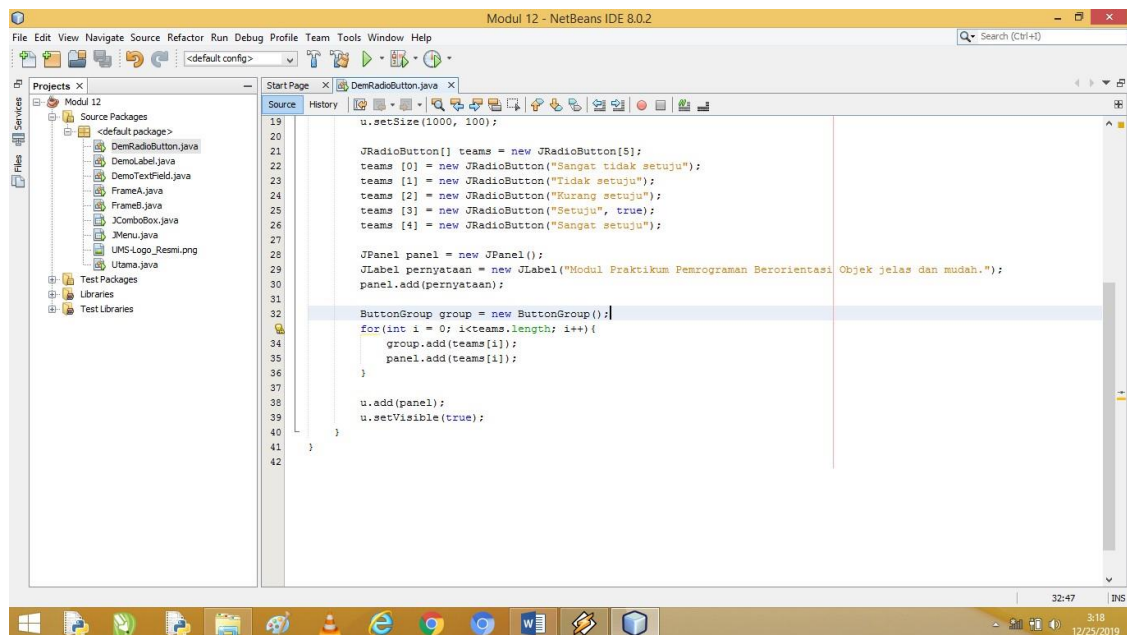 Modul 12 - NetBeans IDE 8.0.2
File Edit View Navigate Source Refactor Run Debug Profile Team Tools Window Help
Search (Ctrl+I)
<default config>
Projects
Services
Files
Modul 12
Source Packages
<default package>
DemRadioButton.java
DemoLabel.java
DemoTextField.java
FrameA.java
FrameB.java
JComboBox.java
JMenu.java
UMS-Logo_Resmi.png
Utama.java
Test Packages
Libraries
Test Libraries
Start Page DemRadioButton.java
Source History
19 u.setSize(1000, 100);
20
21 JRadioButton[] teams = new JRadioButton[5];
22 teams [0] = new JRadioButton("Sangat tidak setuju");
23 teams [1] = new JRadioButton("Tidak setuju");
24 teams [2] = new JRadioButton("Kurang setuju");
25 teams [3] = new JRadioButton("Setuju", true);
26 teams [4] = new JRadioButton("Sangat setuju");
27
28 JPanel panel = new JPanel();
29 JLabel pernyataan = new JLabel("Modul Praktikum Pemrograman Berorientasi Objek jelas dan mudah.");
30 panel.add(pernyataan);
31
32 ButtonGroup group = new ButtonGroup();
for(int i = 0; i<teams.length; i++){
34 group.add(teams[i]);
35 panel.add(teams[i]);
36 }
37
38 u.add(panel);
39 u.setVisible(true);
40 }
41 }
42
32:47 INS
3:18
12/25/2019